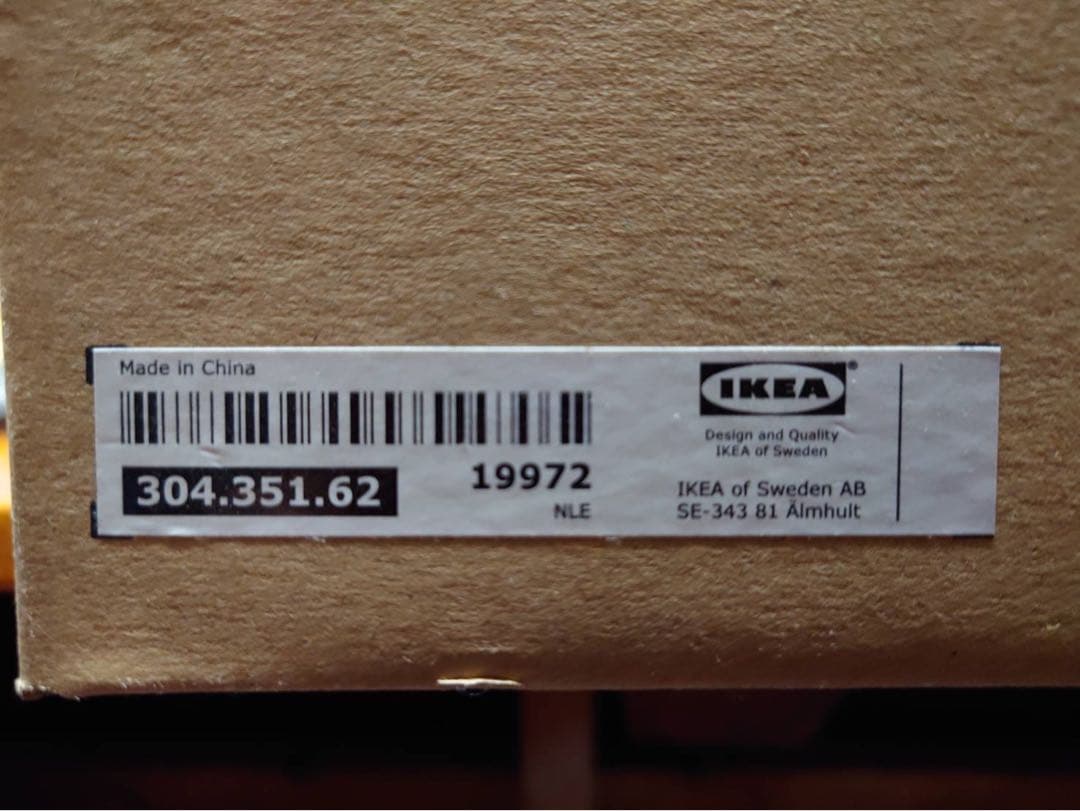 Made in China
304.351.62
19972
NLE
IKEA®
Design and Quality
IKEA of Sweden
IKEA of Sweden AB
SE-343 81 Älmhult